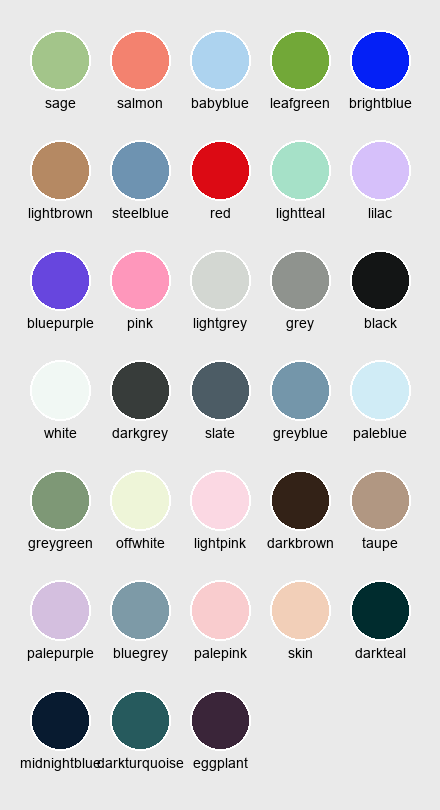 sage salmon babyblue leafgreen brightblue
lightbrown steelblue red lightteal lilac
bluepurple pink lightgrey grey black
white darkgrey slate greyblue paleblue
greygreen offwhite lightpink darkbrown taupe
palepurple bluegrey palepink skin darkteal
midnightblue darkturquoise eggplant